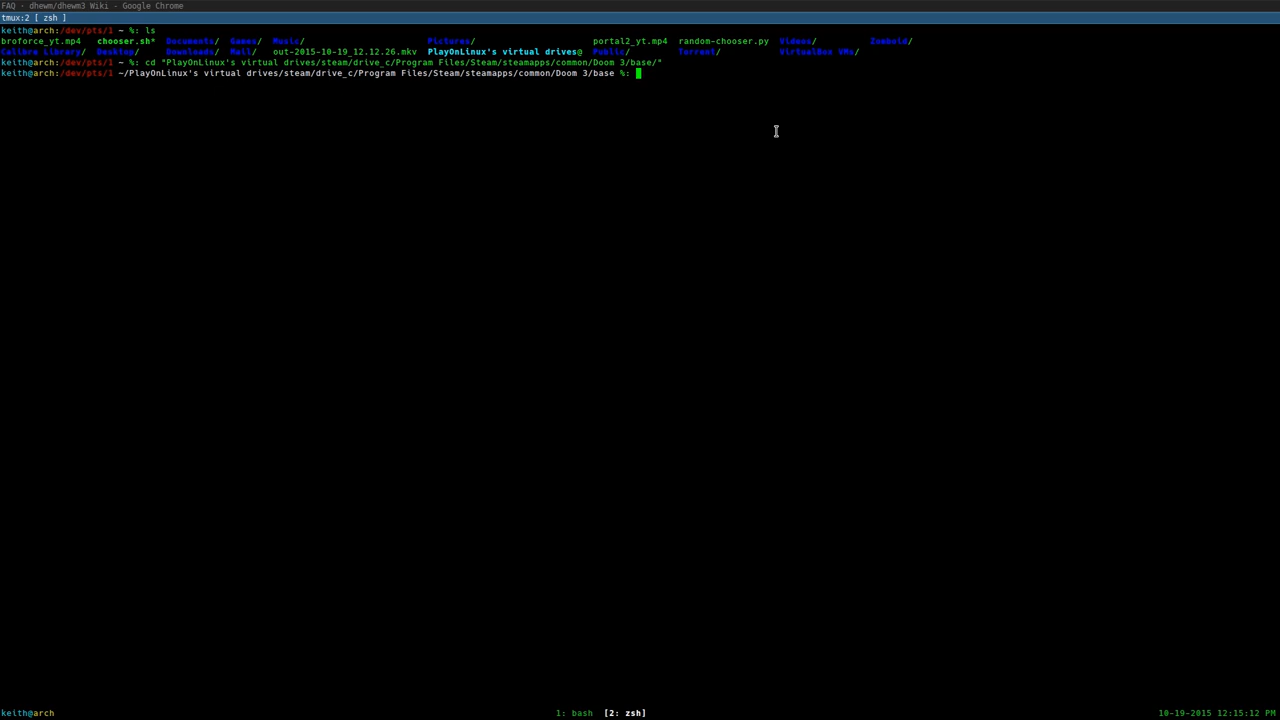 FAQ · dhewm/dhewm3 Wiki - Google Chrome
tmux:2 [ zsh ]
keith@arch:/dev/pts/1 ~ %: ls
broforce_yt.mp4 chooser.sh* Documents/ Games/ Music/ Pictures/ portal2_yt.mp4 random-chooser.py Videos/ Zomboid/
Calibre Library/ Desktop/ Downloads/ Mail/ out-2015-10-19_12.12.26.mkv PlayOnLinux's virtual drives@ Public/ Torrent/ VirtualBox VMs/
keith@arch:/dev/pts/1 ~ %: cd "PlayOnLinux's virtual drives/steam/drive_c/Program Files/Steam/steamapps/common/Doom 3/base/"
keith@arch:/dev/pts/1 ~/PlayOnLinux's virtual drives/steam/drive_c/Program Files/Steam/steamapps/common/Doom 3/base %:
keith@arch 1: bash [2: zsh] 10-19-2015 12:15:12 PM